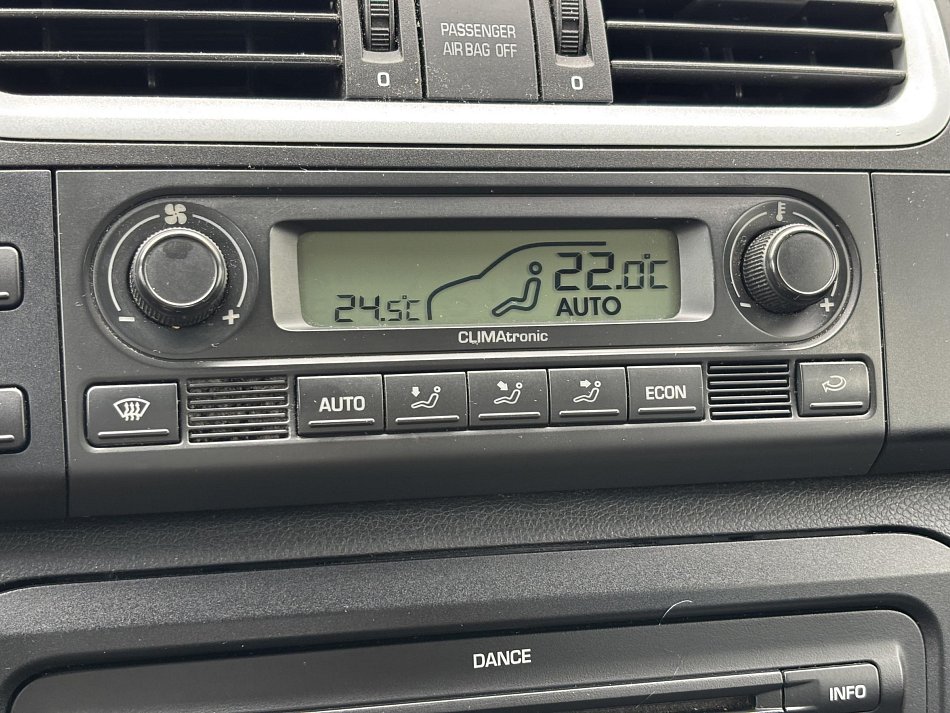 PASSENGER
AIR BAG OFF
0
0
- +
24.5°C
22.0°C
AUTO
- +
CLIMAtronic
AUTO
ECON
DANCE
INFO